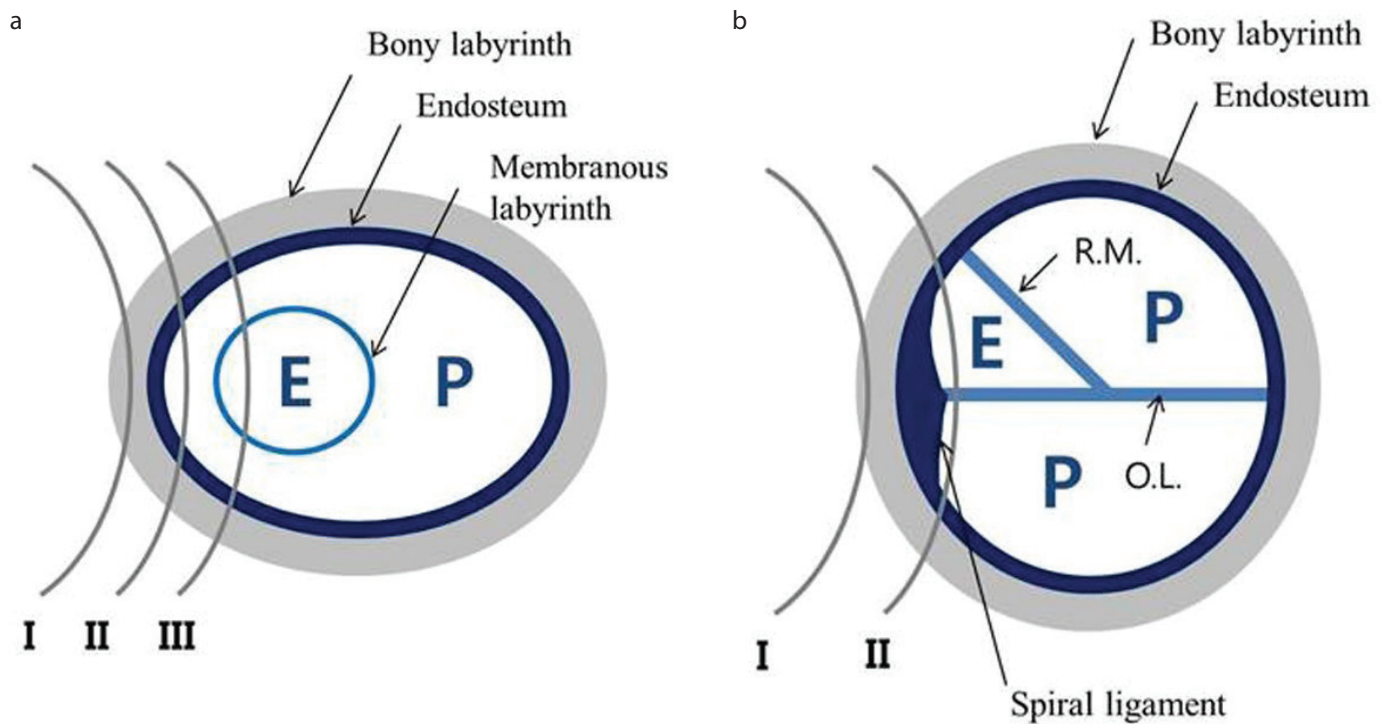 a
Bony labyrinth
Endosteum
Membranous
labyrinth
E
P
I
II
III
b
Bony labyrinth
Endosteum
R.M.
P
E
P
O.L.
I
II
Spiral ligament